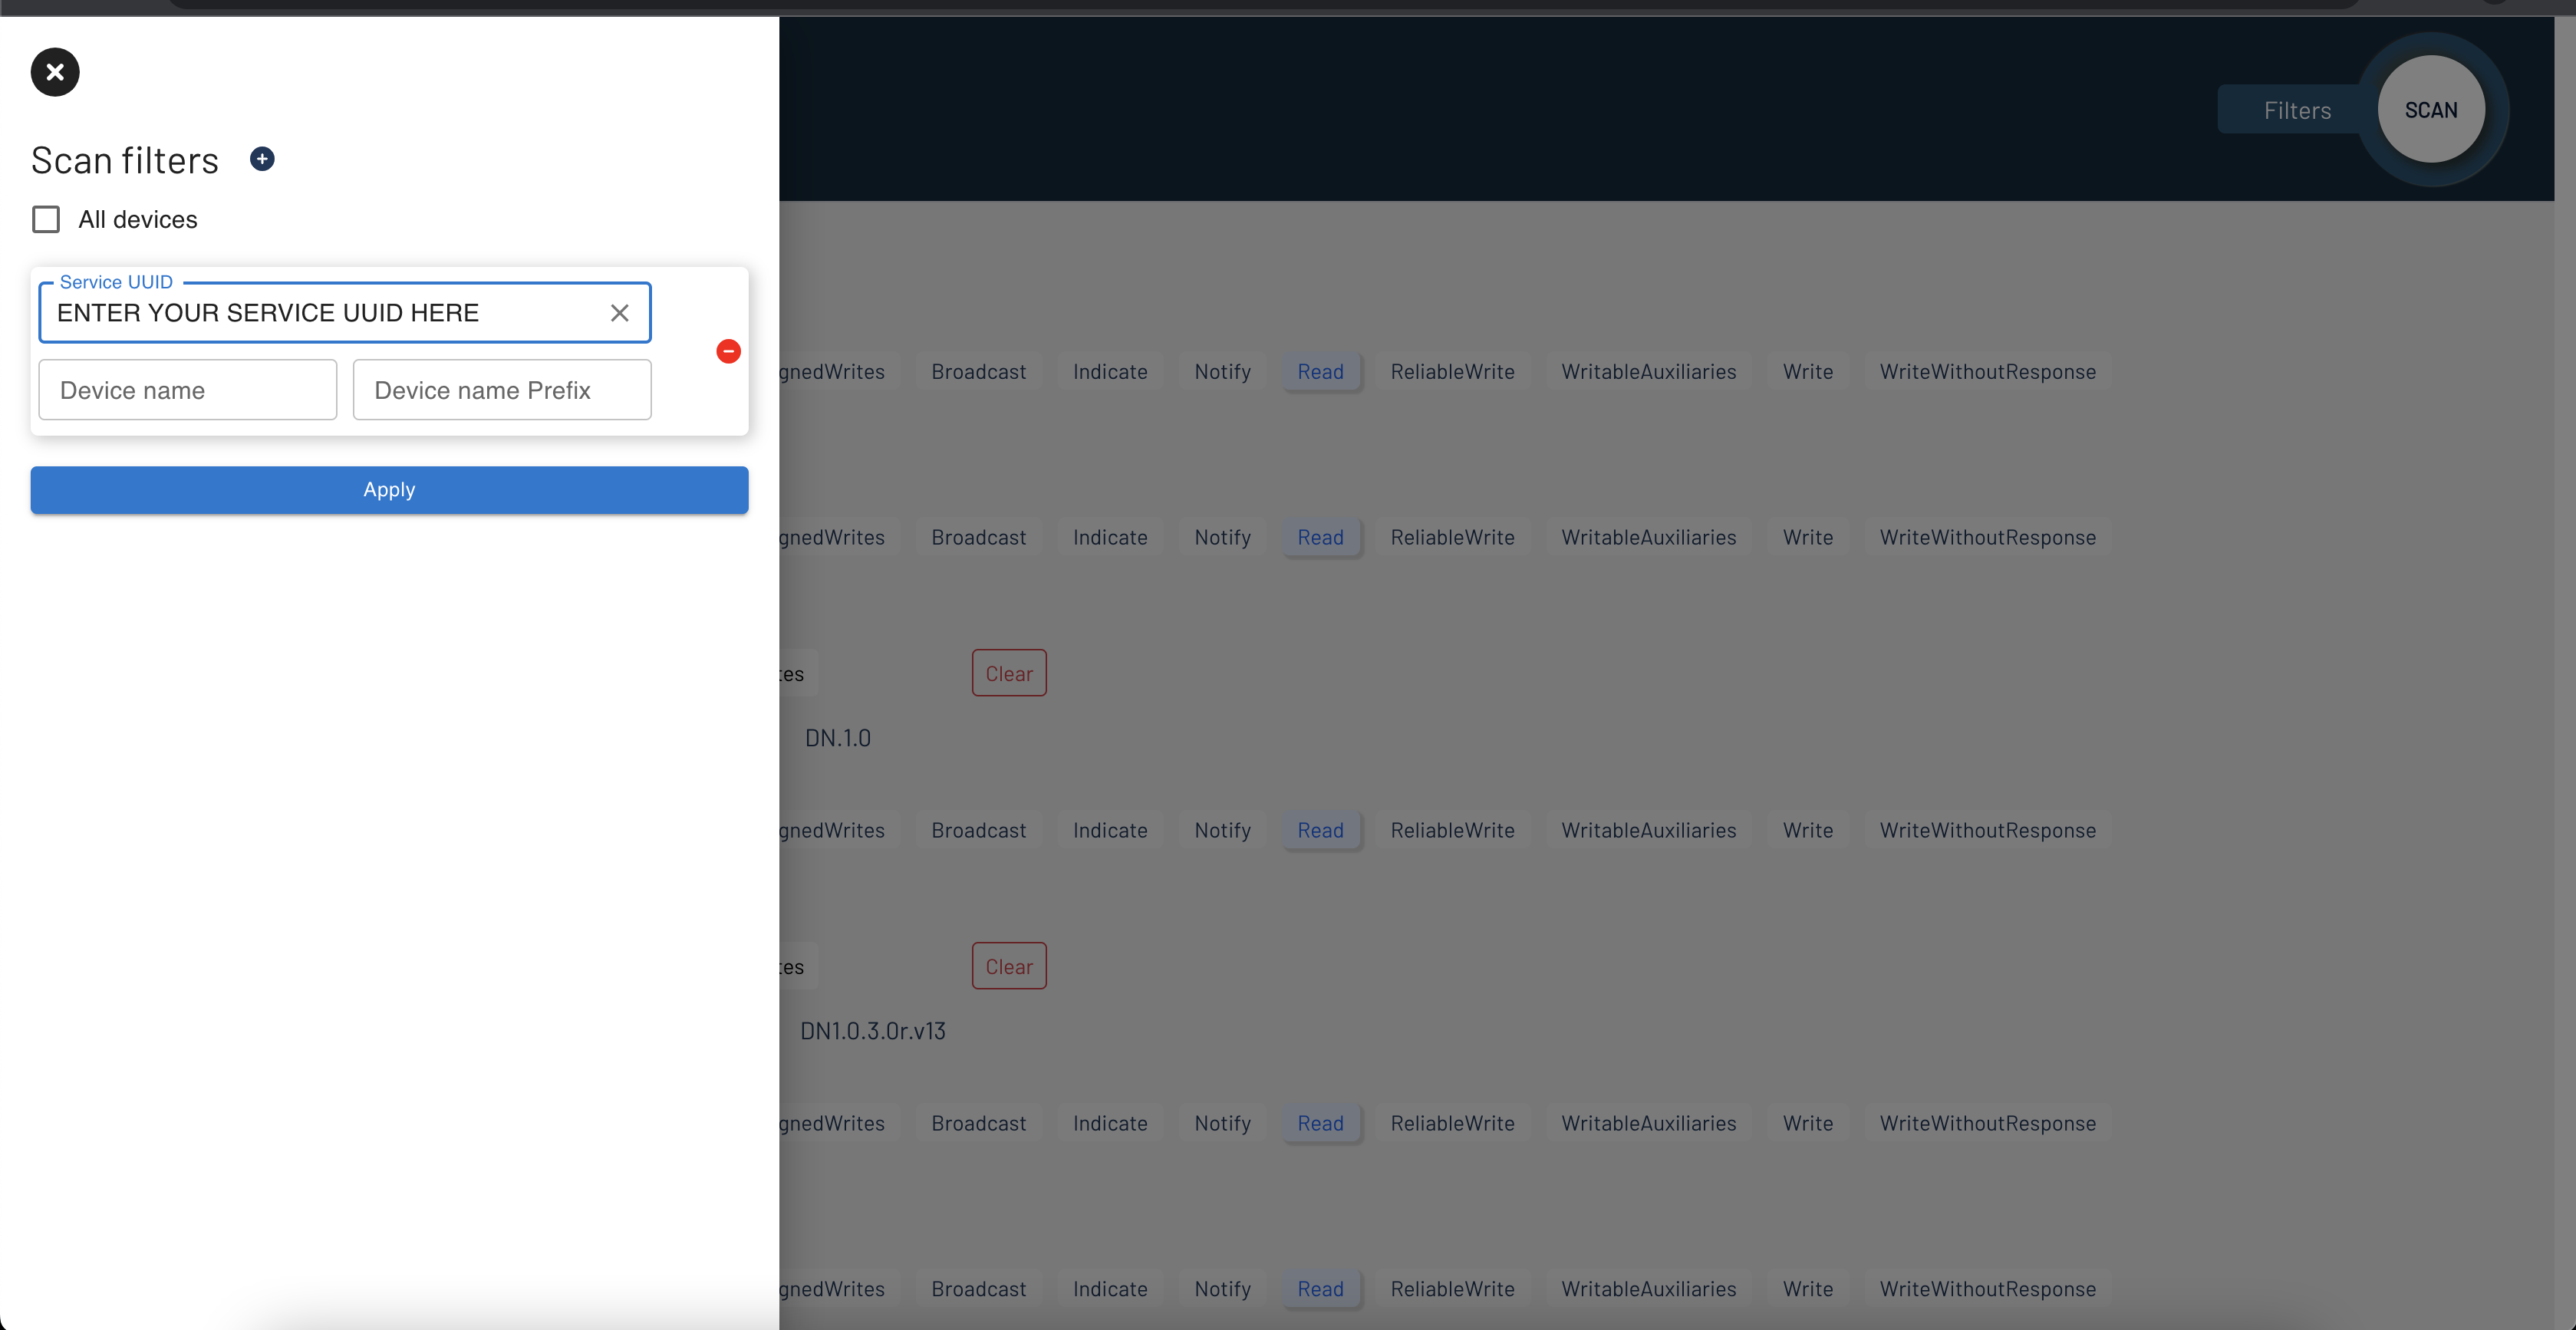 Filters
SCAN
Scan filters
All devices
Service UUID
ENTER YOUR SERVICE UUID HERE
Device name
Device name Prefix
Apply
gnedWrites Broadcast Indicate Notify Read ReliableWrite WritableAuxiliaries Write WriteWithoutResponse
gnedWrites Broadcast Indicate Notify Read ReliableWrite WritableAuxiliaries Write WriteWithoutResponse
tes Clear
DN.1.0
gnedWrites Broadcast Indicate Notify Read ReliableWrite WritableAuxiliaries Write WriteWithoutResponse
tes Clear
DN1.0.3.0r.v13
gnedWrites Broadcast Indicate Notify Read ReliableWrite WritableAuxiliaries Write WriteWithoutResponse
gnedWrites Broadcast Indicate Notify Read ReliableWrite WritableAuxiliaries Write WriteWithoutResponse